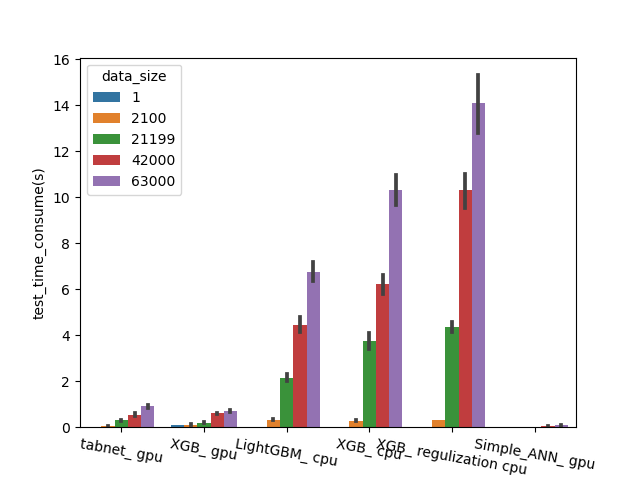 data_size
1
2100
21199
42000
63000
test_time_consume(s)
16
14
12
10
8
6
4
2
0
tabnet_ gpu
XGB_ gpu
LightGBM_ cpu
XGB_ cpu
XGB_ regulization cpu
Simple_ANN_ gpu